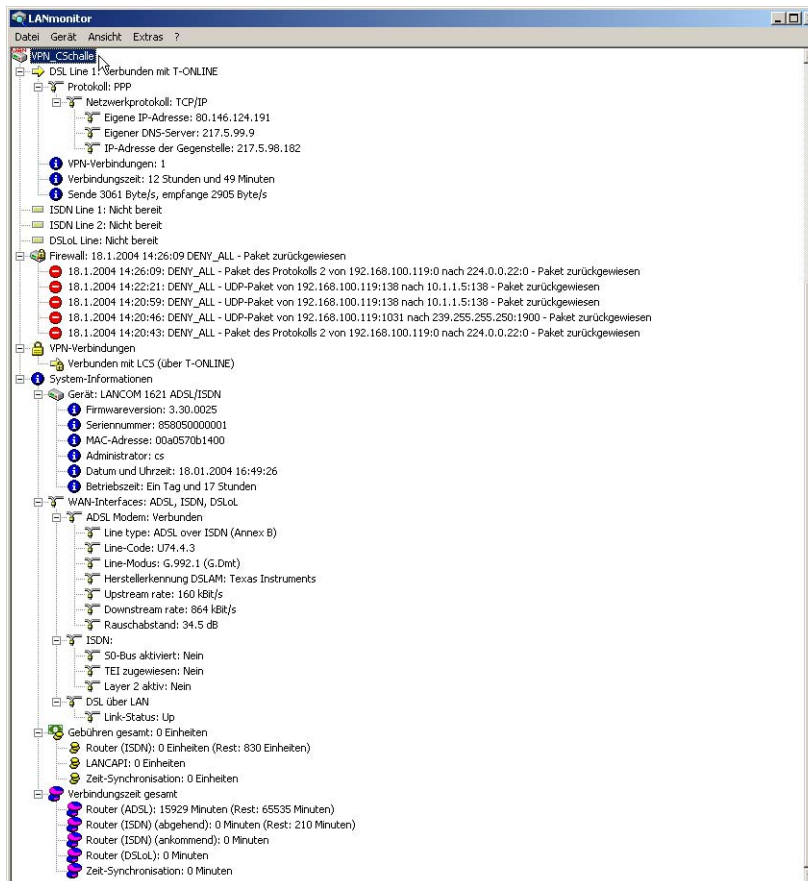 LANmonitor
Datei Gerät Ansicht Extras ?
VPN_CSchalle
DSL Line 1: Verbunden mit T-ONLINE
Protokoll: PPP
Netzwerkprotokoll: TCP/IP
Eigene IP-Adresse: 80.146.124.191
Eigener DNS-Server: 217.5.99.9
IP-Adresse der Gegenstelle: 217.5.98.182
VPN-Verbindungen: 1
Verbindungszeit: 12 Stunden und 49 Minuten
Sende 3061 Byte/s, empfange 2905 Byte/s
ISDN Line 1: Nicht bereit
ISDN Line 2: Nicht bereit
DSLoL Line: Nicht bereit
Firewall: 18.1.2004 14:26:09 DENY_ALL - Paket zurückgewiesen
18.1.2004 14:26:09: DENY_ALL - Paket des Protokolls 2 von 192.168.100.119:0 nach 224.0.0.22:0 - Paket zurückgewiesen
18.1.2004 14:22:21: DENY_ALL - UDP-Paket von 192.168.100.119:138 nach 10.1.1.5:138 - Paket zurückgewiesen
18.1.2004 14:20:59: DENY_ALL - UDP-Paket von 192.168.100.119:138 nach 10.1.1.5:138 - Paket zurückgewiesen
18.1.2004 14:20:46: DENY_ALL - UDP-Paket von 192.168.100.119:1031 nach 239.255.255.250:1900 - Paket zurückgewiesen
18.1.2004 14:20:43: DENY_ALL - Paket des Protokolls 2 von 192.168.100.119:0 nach 224.0.0.22:0 - Paket zurückgewiesen
VPN-Verbindungen
Verbunden mit LCS (über T-ONLINE)
System-Informationen
Gerät: LANCOM 1621 ADSL/ISDN
Firmwareversion: 3.30.0025
Seriennummer: 858050000001
MAC-Adresse: 00a0570b1400
Administrator: cs
Datum und Uhrzeit: 18.01.2004 16:49:26
Betriebszeit: Ein Tag und 17 Stunden
WAN-Interfaces: ADSL, ISDN, DSLoL
ADSL Modem: Verbunden
Line type: ADSL over ISDN (Annex B)
Line-Code: U74.4.3
Line-Modus: G.992.1 (G.Dmt)
Herstellerkennung DSLAM: Texas Instruments
Upstream rate: 160 kBit/s
Downstream rate: 864 kBit/s
Rauschabstand: 34.5 dB
ISDN:
S0-Bus aktiviert: Nein
TEI zugewiesen: Nein
Layer 2 aktiv: Nein
DSL über LAN
Link-Status: Up
Gebühren gesamt: 0 Einheiten
Router (ISDN): 0 Einheiten (Rest: 830 Einheiten)
LANCAPI: 0 Einheiten
Zeit-Synchronisation: 0 Einheiten
Verbindungszeit gesamt
Router (ADSL): 15929 Minuten (Rest: 65535 Minuten)
Router (ISDN) (abgehend): 0 Minuten (Rest: 210 Minuten)
Router (ISDN) (ankommend): 0 Minuten
Router (DSLoL): 0 Minuten
Zeit-Synchronisation: 0 Minuten